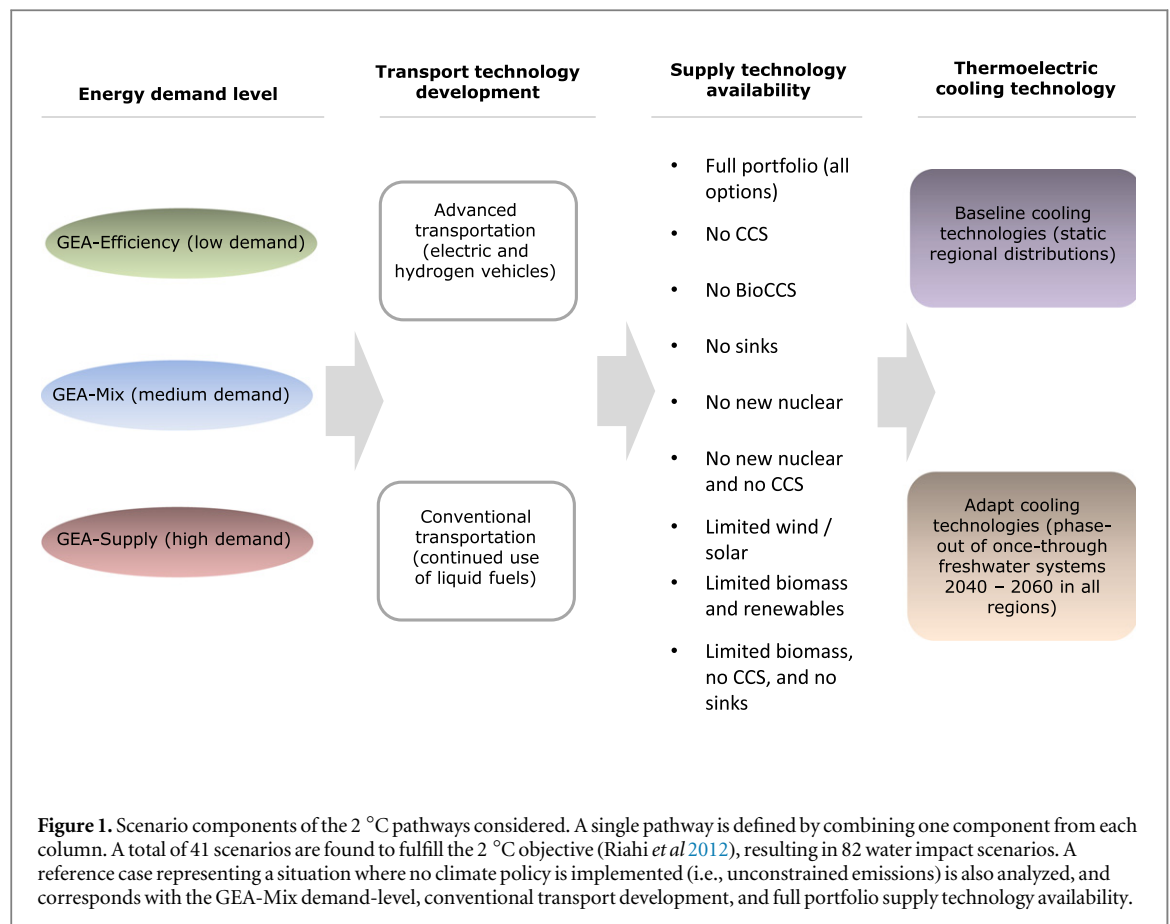 Energy demand level
Transport technology
development
Supply technology
availability
Thermoelectric
cooling technology
GEA-Efficiency (low demand)
GEA-Mix (medium demand)
GEA-Supply (high demand)
Advanced
transportation
(electric and
hydrogen vehicles)
Conventional
transportation
(continued use
of liquid fuels)
• Full portfolio (all
options)
• No CCS
• No BioCCS
• No sinks
• No new nuclear
• No new nuclear
and no CCS
• Limited wind /
solar
• Limited biomass
and renewables
• Limited biomass,
no CCS, and no
sinks
Baseline cooling
technologies (static
regional distributions)
Adapt cooling
technologies (phase-
out of once-through
freshwater systems
2040 – 2060 in all
regions)
Figure 1. Scenario components of the 2 °C pathways considered. A single pathway is defined by combining one component from each
column. A total of 41 scenarios are found to fulfill the 2 °C objective (Riahi et al 2012), resulting in 82 water impact scenarios. A
reference case representing a situation where no climate policy is implemented (i.e., unconstrained emissions) is also analyzed, and
corresponds with the GEA-Mix demand-level, conventional transport development, and full portfolio supply technology availability.